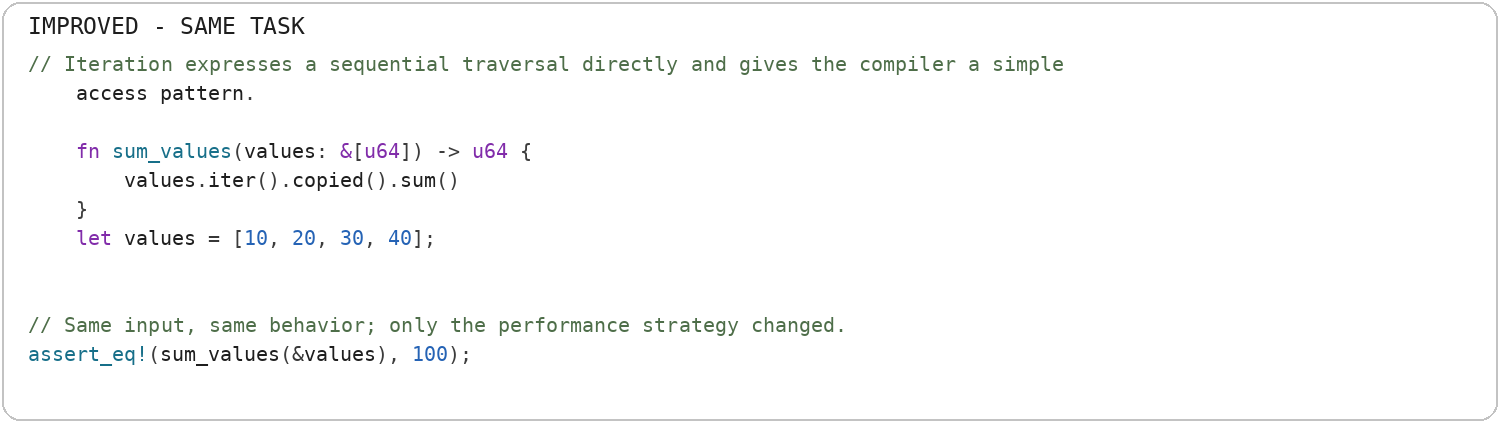 IMPROVED - SAME TASK
// Iteration expresses a sequential traversal directly and gives the compiler a simple
    access pattern.

    fn sum_values(values: &[u64]) -> u64 {
        values.iter().copied().sum()
    }
    let values = [10, 20, 30, 40];

// Same input, same behavior; only the performance strategy changed.
assert_eq!(sum_values(&values), 100);